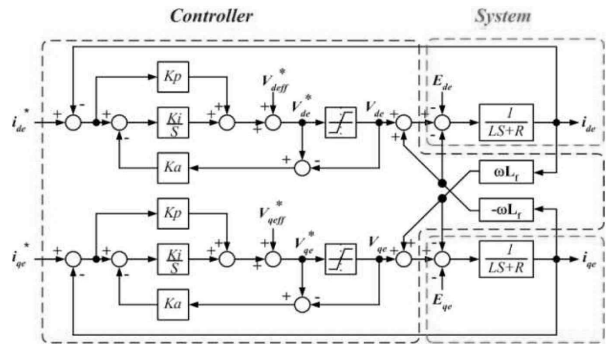 Controller
System
Kp
V_deff*
V_de*
V_de
E_de
i_de*
Ki/S
1/(LS+R)
i_de
Ka
ωL_f
-ωL_f
Kp
V_qeff*
V_qe*
V_qe
i_qe*
Ki/S
1/(LS+R)
i_qe
Ka
E_qe